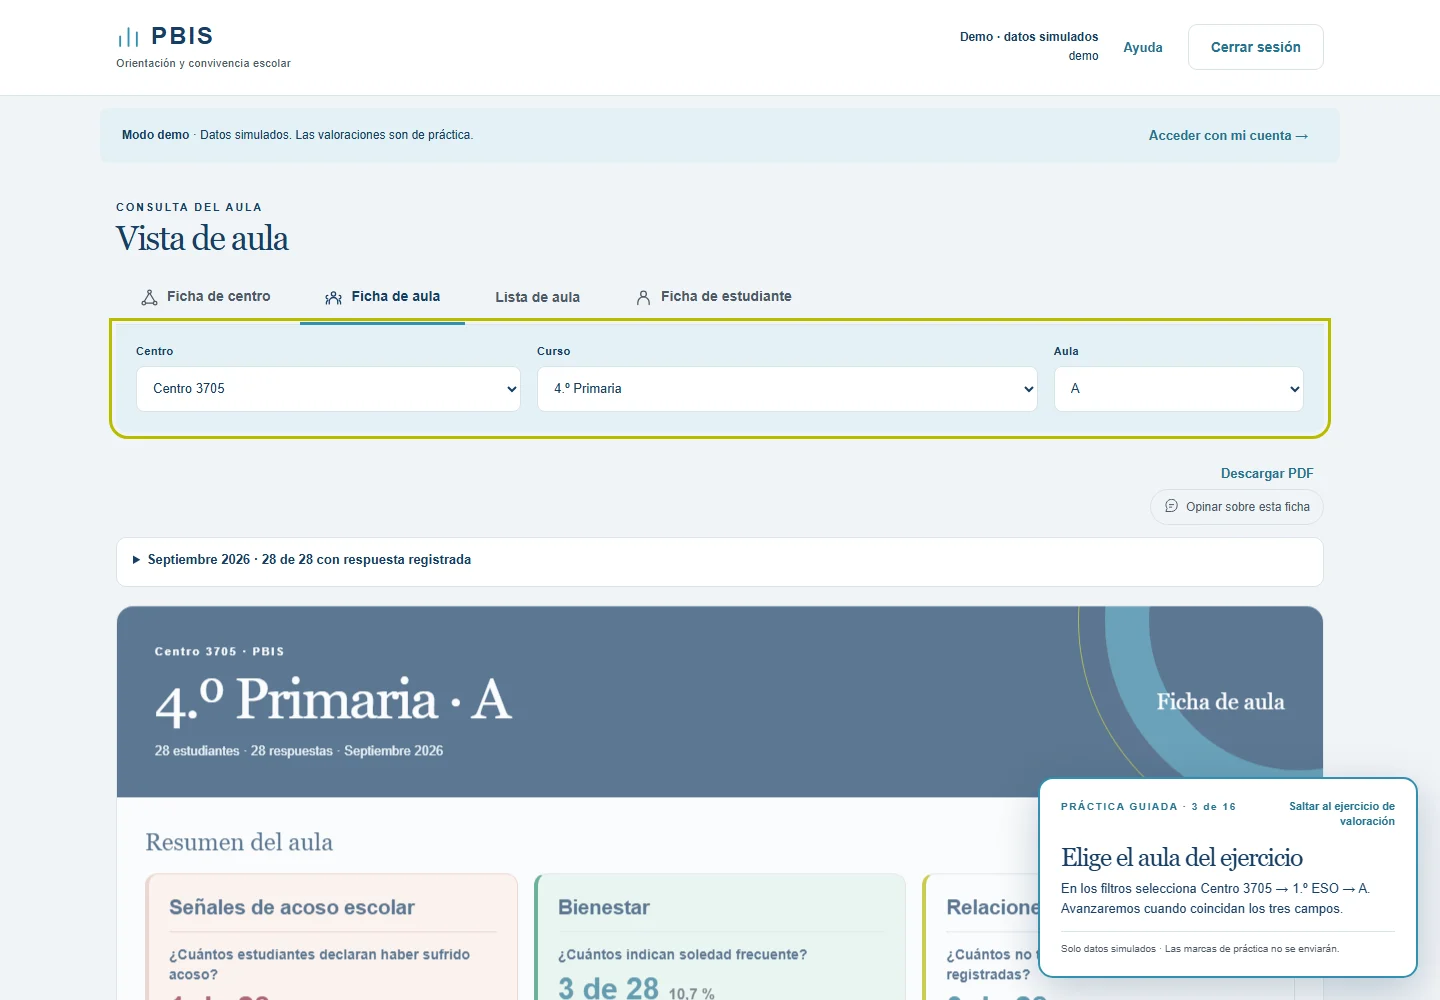 PBIS
Orientación y convivencia escolar
Demo · datos simulados
demo
Ayuda
Cerrar sesión
Modo demo · Datos simulados. Las valoraciones son de práctica.
Acceder con mi cuenta →
CONSULTA DEL AULA
Vista de aula
Ficha de centro
Ficha de aula
Lista de aula
Ficha de estudiante
Centro
Curso
Aula
Centro 3705
4.º Primaria
A
Descargar PDF
Opinar sobre esta ficha
Septiembre 2026 · 28 de 28 con respuesta registrada
Centro 3705 · PBIS
4.º Primaria · A
28 estudiantes · 28 respuestas · Septiembre 2026
Ficha de aula
Resumen del aula
Señales de acoso escolar
¿Cuántos estudiantes declaran haber sufrido
acoso?
Bienestar
¿Cuántos indican soledad frecuente?
3 de 28 10,7 %
Relacione
¿Cuántos no
registradas?
PRÁCTICA GUIADA · 3 de 16
Saltar al ejercicio de
valoración
Elige el aula del ejercicio
En los filtros selecciona Centro 3705 → 1.º ESO → A.
Avanzaremos cuando coincidan los tres campos.
Solo datos simulados · Las marcas de práctica no se enviarán.